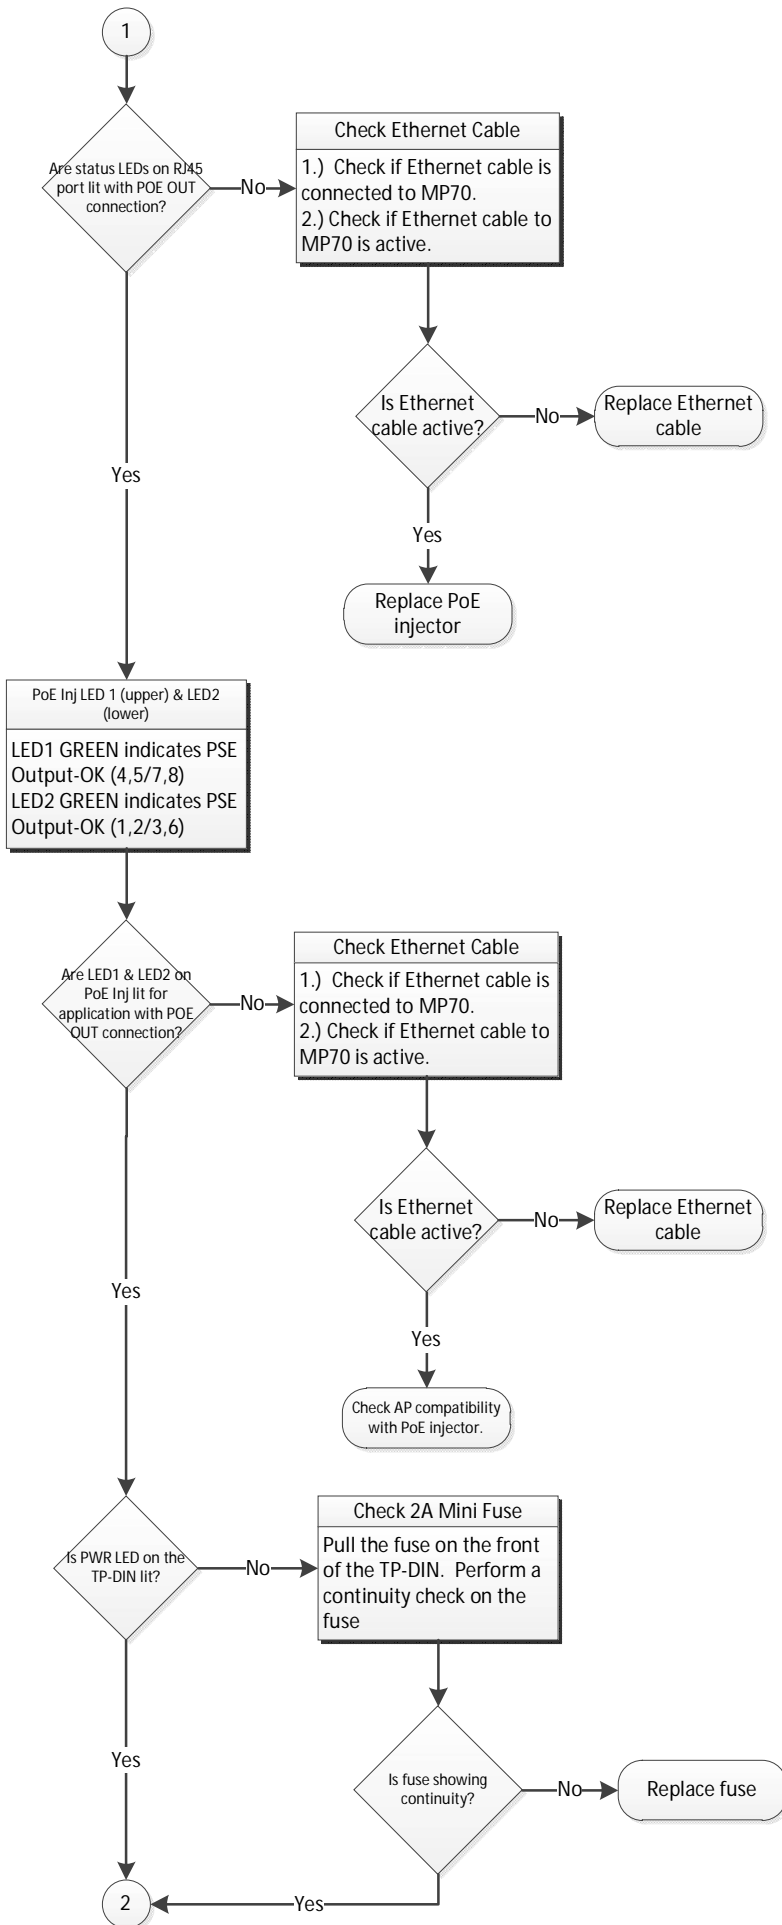 1
Are status LEDs on RJ45
port lit with POE OUT
connection?
No
Check Ethernet Cable
1.) Check if Ethernet cable is
connected to MP70.
2.) Check if Ethernet cable to
MP70 is active.
Is Ethernet
cable active?
No
Replace Ethernet
cable
Yes
Yes
Replace PoE
injector
PoE Inj LED 1 (upper) & LED2
(lower)
LED1 GREEN indicates PSE
Output-OK (4,5/7,8)
LED2 GREEN indicates PSE
Output-OK (1,2/3,6)
Are LED1 & LED2 on
PoE Inj lit for
application with POE
OUT connection?
No
Check Ethernet Cable
1.) Check if Ethernet cable is
connected to MP70.
2.) Check if Ethernet cable to
MP70 is active.
Is Ethernet
cable active?
No
Replace Ethernet
cable
Yes
Yes
Check AP compatibility
with PoE injector.
Is PWR LED on the
TP-DIN lit?
No
Check 2A Mini Fuse
Pull the fuse on the front
of the TP-DIN. Perform a
continuity check on the
fuse
Yes
Is fuse showing
continuity?
No
Replace fuse
Yes
2